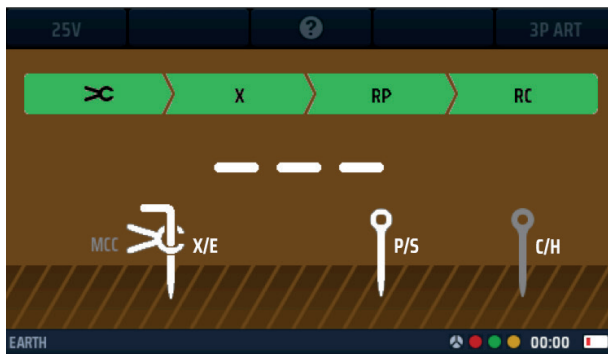 25V ? 3P ART
X RP RC
MCC X/E P/S C/H
EARTH 00:00